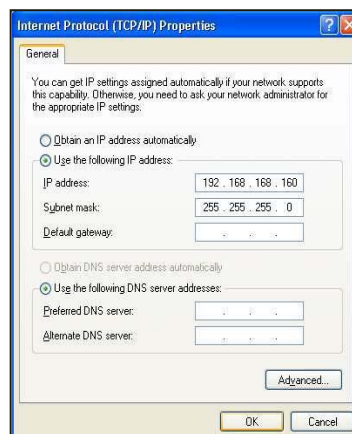 Internet Protocol (TCP/IP) Properties
General
You can get IP settings assigned automatically if your network supports
this capability. Otherwise, you need to ask your network administrator for
the appropriate IP settings.
Obtain an IP address automatically
Use the following IP address:
IP address: 192 . 168 . 168 . 160
Subnet mask: 255 . 255 . 255 . 0
Default gateway: . . .
Obtain DNS server address automatically
Use the following DNS server addresses:
Preferred DNS server: . . .
Alternate DNS server: . . .
Advanced...
OK Cancel